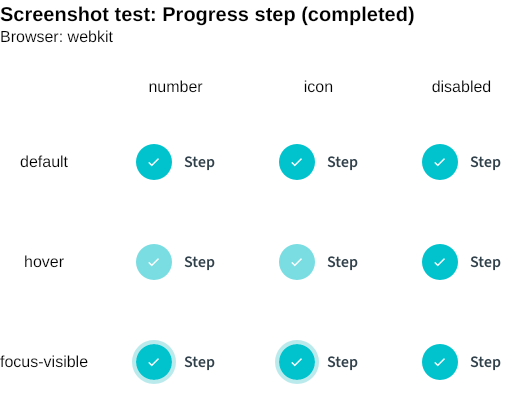 Screenshot test: Progress step (completed)
Browser: webkit
number icon disabled
default Step Step Step
hover Step Step Step
focus-visible Step Step Step